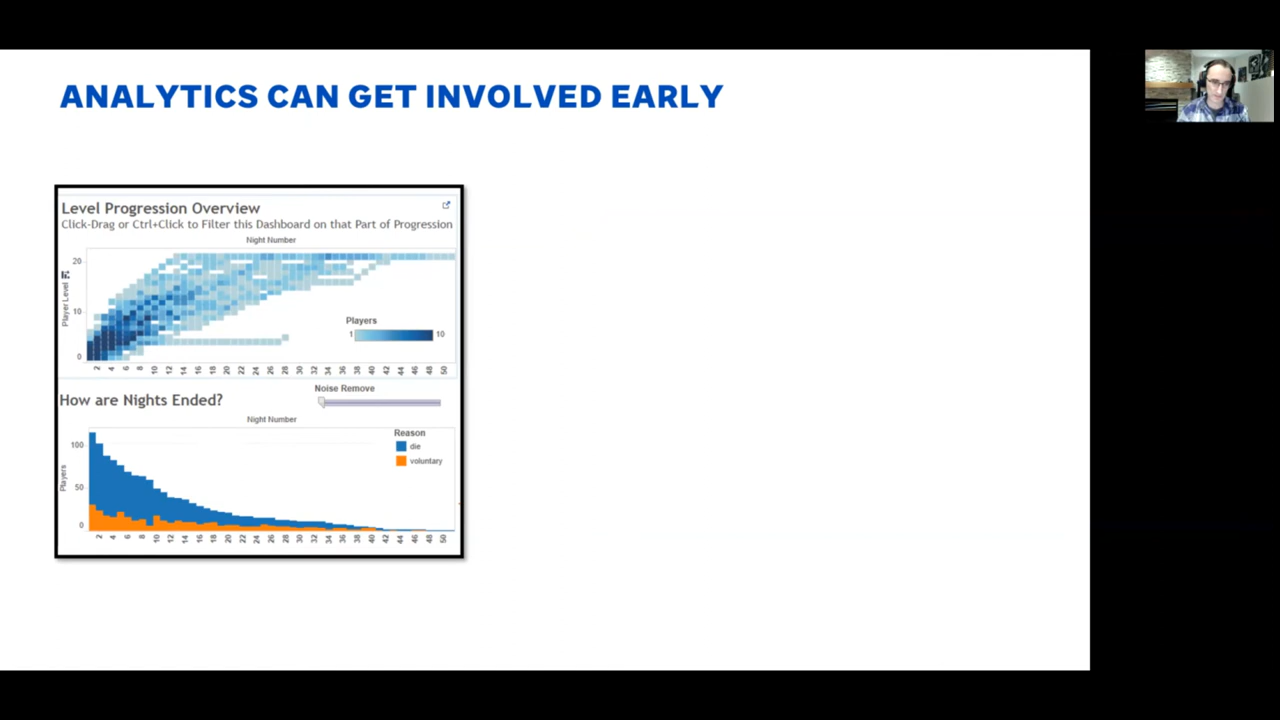 ANALYTICS CAN GET INVOLVED EARLY
Level Progression Overview
Click-Drag or Ctrl+Click to Filter this Dashboard on that Part of Progression
Night Number
Player Level
20
10
0
Players
1
10
2 4 6 8 10 12 14 16 18 20 22 24 26 28 30 32 34 36 38 40 42 44 46 48 50
Noise Remove
How are Nights Ended?
Night Number
Reason
die
voluntary
Players
100
50
0
2 4 6 8 10 12 14 16 18 20 22 24 26 28 30 32 34 36 38 40 42 44 46 48 50